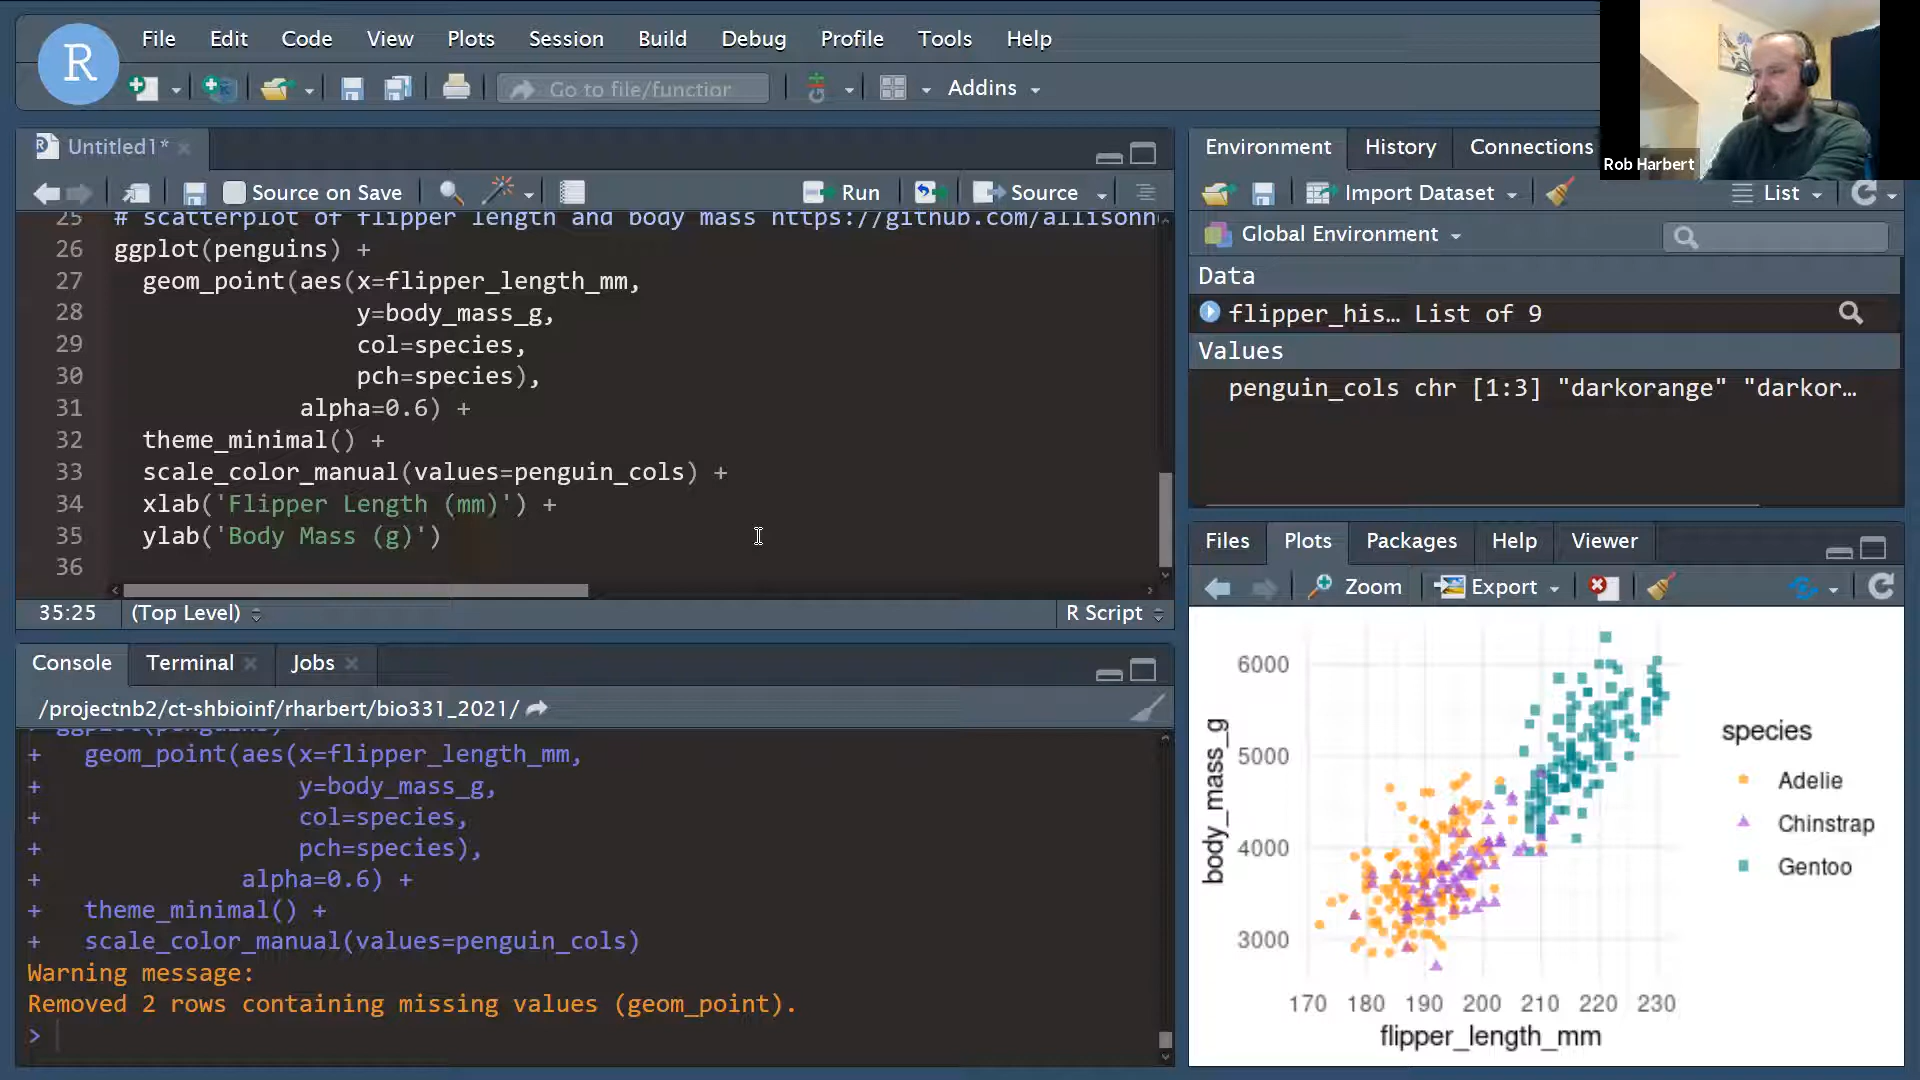 R
File Edit Code View Plots Session Build Debug Profile Tools Help
Go to file/function
Addins
Rob Harbert
Untitled1*
Source on Save
Run
Source
25 # scatterplot of flipper length and body mass https://github.com/allisonh
26 ggplot(penguins) +
27 geom_point(aes(x=flipper_length_mm,
28 y=body_mass_g,
29 col=species,
30 pch=species),
31 alpha=0.6) +
32 theme_minimal() +
33 scale_color_manual(values=penguin_cols) +
34 xlab('Flipper Length (mm)') +
35 ylab('Body Mass (g)')
36
35:25 (Top Level) R Script
Console Terminal Jobs
/projectnb2/ct-shbioinf/rharbert/bio331_2021/
ggplot(penguins)
+ geom_point(aes(x=flipper_length_mm,
+ y=body_mass_g,
+ col=species,
+ pch=species),
+ alpha=0.6) +
+ theme_minimal() +
+ scale_color_manual(values=penguin_cols)
Warning message:
Removed 2 rows containing missing values (geom_point).
>
Environment History Connections
Import Dataset List
Global Environment
Data
flipper_his… List of 9
Values
penguin_cols chr [1:3] "darkorange" "darkor…
Files Plots Packages Help Viewer
Zoom Export
6000
5000
4000
3000
body_mass_g
170 180 190 200 210 220 230
flipper_length_mm
species
Adelie
Chinstrap
Gentoo